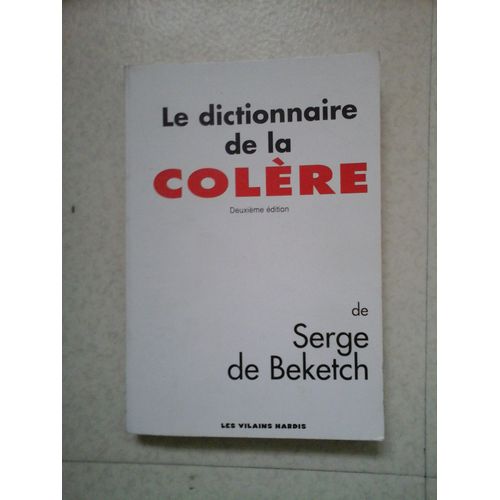 Le dictionnaire
de la
COLÈRE
Deuxième édition
de
Serge
de Beketch
LES VILAINS HARDIS